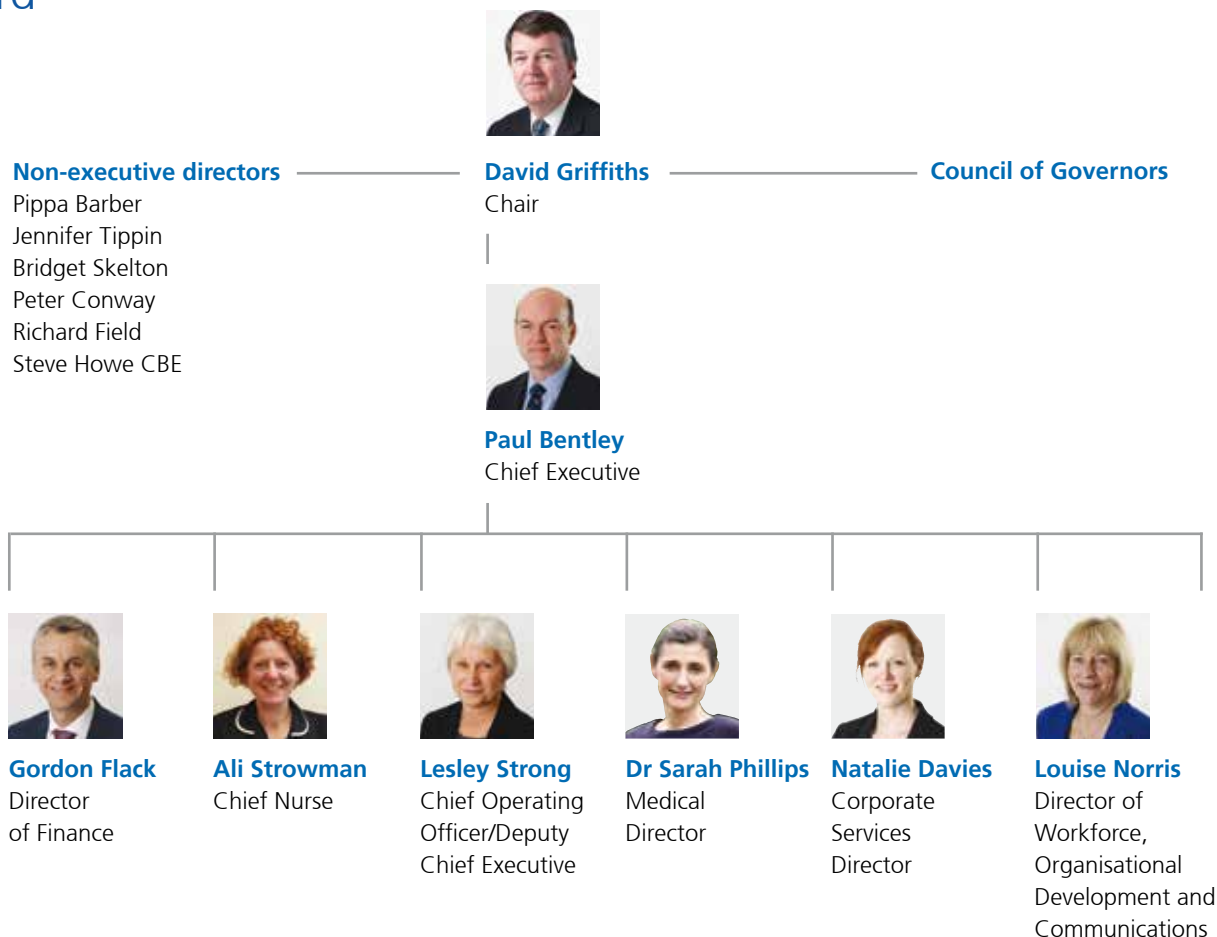 Non-executive directors
Pippa Barber
Jennifer Tippin
Bridget Skelton
Peter Conway
Richard Field
Steve Howe CBE
David Griffiths
Chair
Council of Governors
Paul Bentley
Chief Executive
Gordon Flack
Director
of Finance
Ali Strowman
Chief Nurse
Lesley Strong
Chief Operating
Officer/Deputy
Chief Executive
Dr Sarah Phillips
Medical
Director
Natalie Davies
Corporate
Services
Director
Louise Norris
Director of
Workforce,
Organisational
Development and
Communications